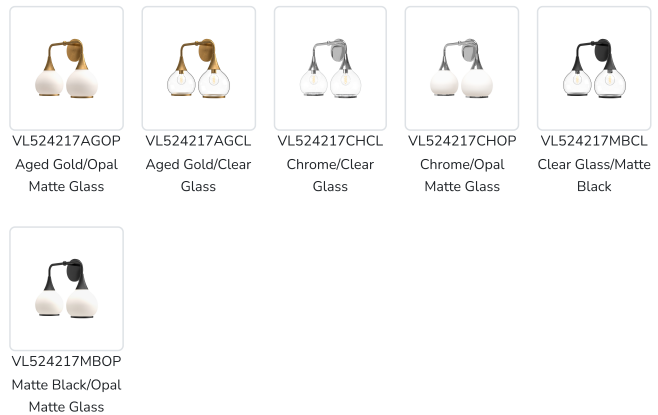 VL524217AGOP
Aged Gold/Opal
Matte Glass
VL524217AGCL
Aged Gold/Clear
Glass
VL524217CHCL
Chrome/Clear
Glass
VL524217CHOP
Chrome/Opal
Matte Glass
VL524217MBCL
Clear Glass/Matte
Black
VL524217MBOP
Matte Black/Opal
Matte Glass